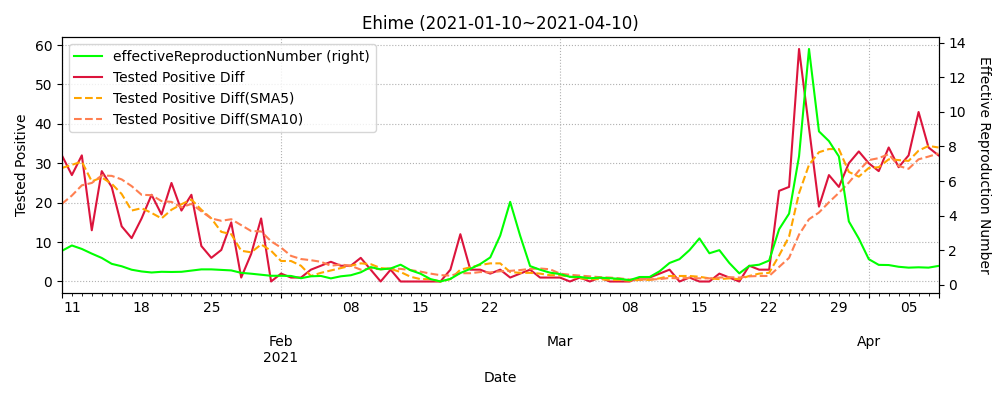 Ehime (2021-01-10~2021-04-10)
effectiveReproductionNumber (right)
Tested Positive Diff
Tested Positive Diff(SMA5)
Tested Positive Diff(SMA10)
Tested Positive
60
50
40
30
20
10
0
Effective Reproduction Number
14
12
10
8
6
4
2
0
11 18 25 08 15 22 08 15 22 29 05
Feb Mar Apr
2021
Date